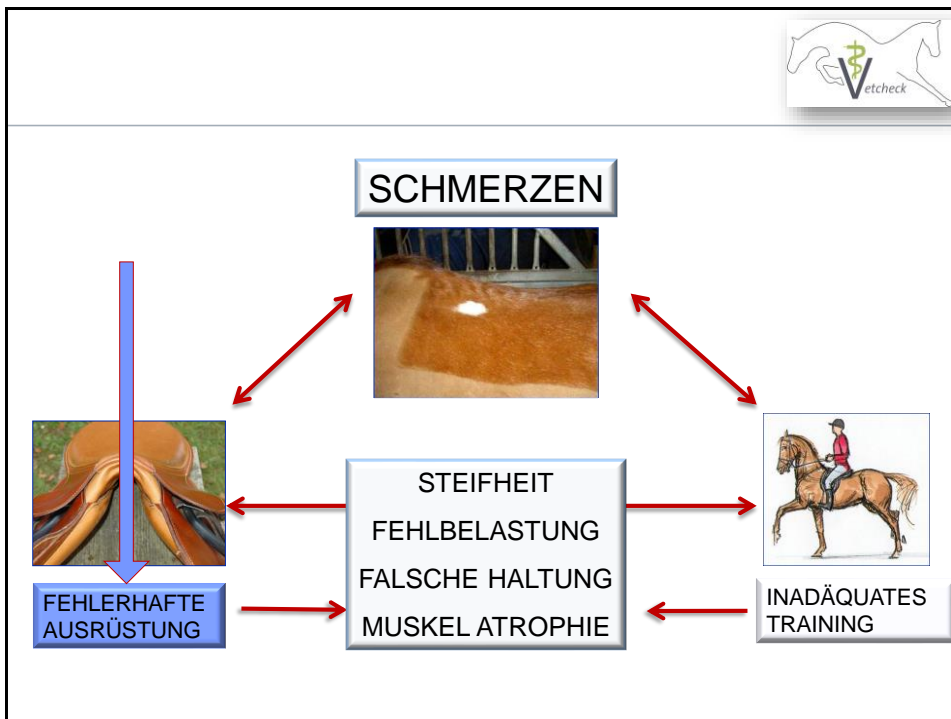 Vetcheck
SCHMERZEN
STEIFHEIT
FEHLBELASTUNG
FALSCHE HALTUNG
MUSKEL ATROPHIE
FEHLERHAFTE
AUSRÜSTUNG
INADÄQUATES
TRAINING